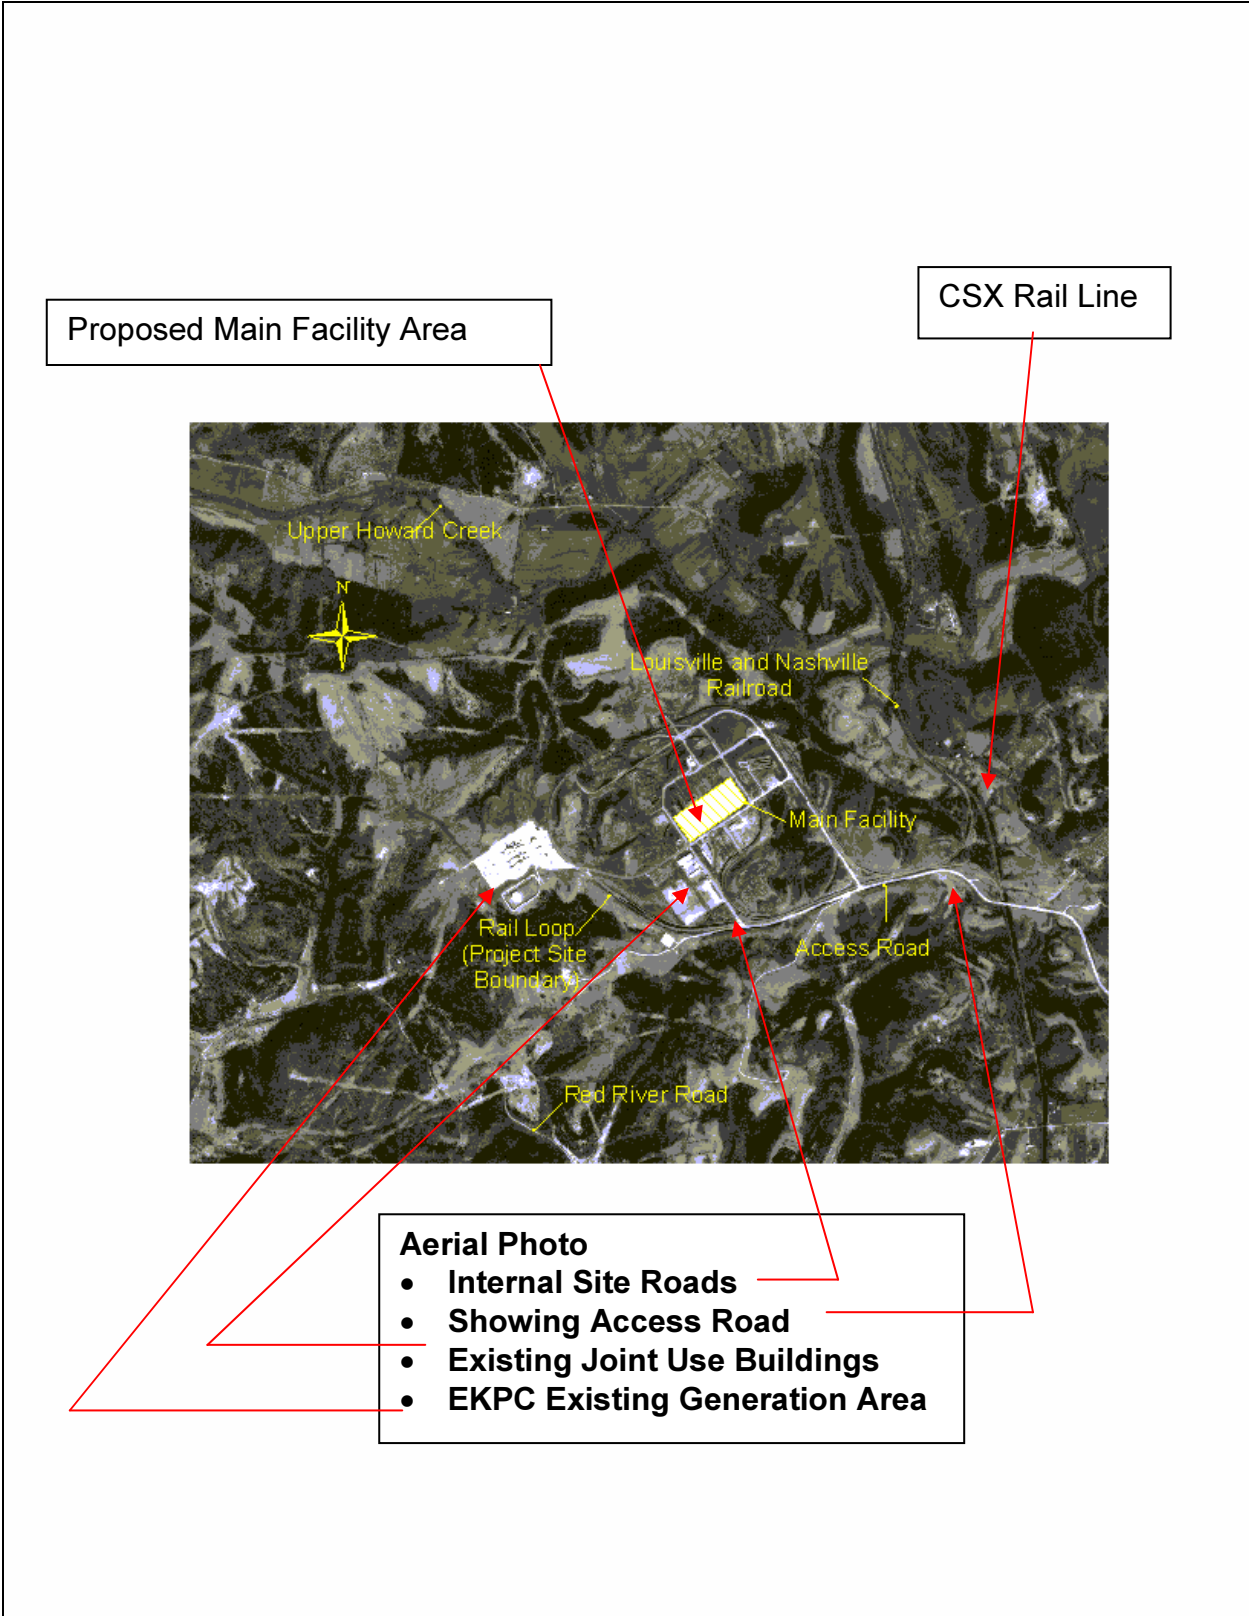 CSX Rail Line
Proposed Main Facility Area
Upper Howard Creek
N
Louisville and Nashville
Railroad
Main Facility
Rail Loop
(Project Site
Boundary)
Access Road
Red River Road
Aerial Photo
• Internal Site Roads
• Showing Access Road
• Existing Joint Use Buildings
• EKPC Existing Generation Area